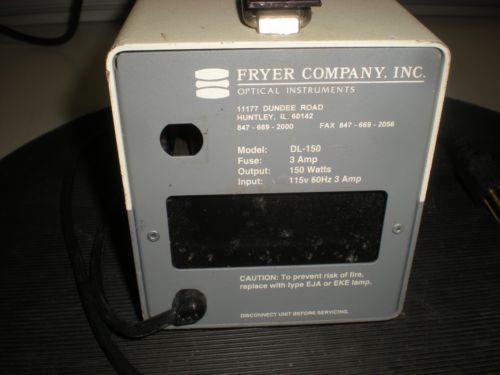 FRYER COMPANY, INC.
OPTICAL INSTRUMENTS
11177 DUNDEE ROAD
HUNTLEY, IL 60142
847 - 669 - 2000 FAX 847 - 669 - 2056
Model: DL-150
Fuse: 3 Amp
Output: 150 Watts
Input: 115v 60Hz 3 Amp
CAUTION: To prevent risk of fire,
replace with type EJA or EKE lamp.
DISCONNECT UNIT BEFORE SERVICING.